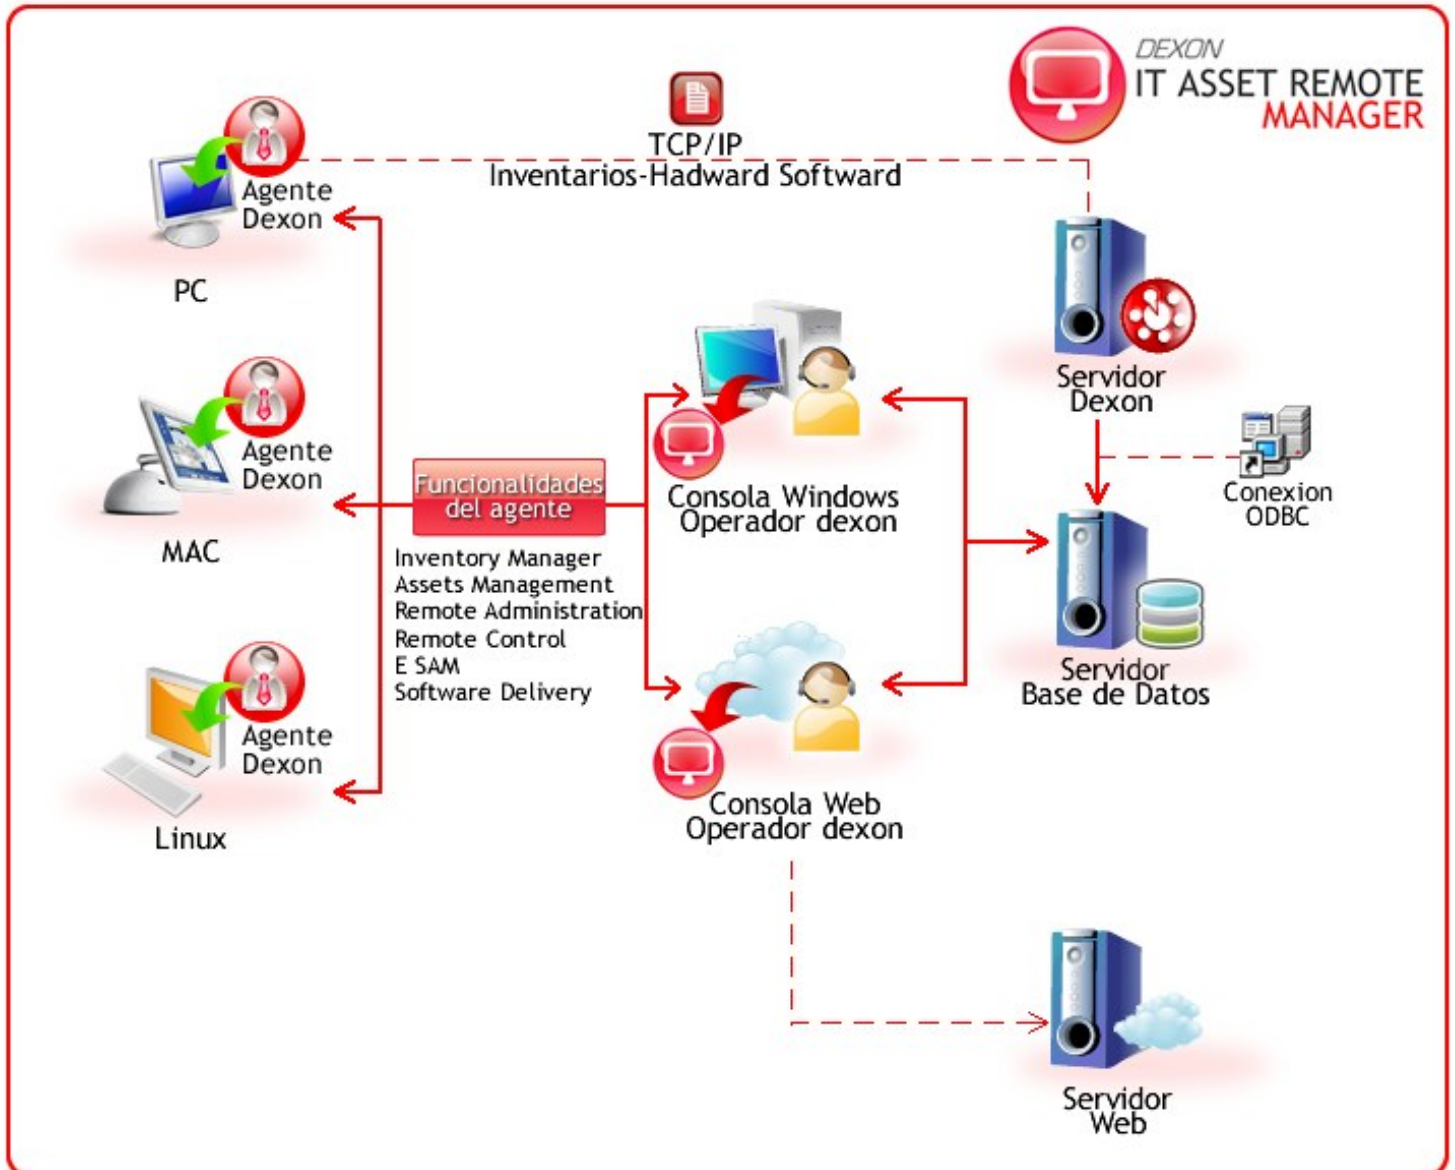 DEXON
IT ASSET REMOTE
MANAGER
TCP/IP
Inventarios-Hadward Softward
Agente
Dexon
PC
Servidor
Dexon
Agente
Dexon
MAC
Funcionalidades
del agente
Inventory Manager
Assets Management
Remote Administration
Remote Control
E SAM
Software Delivery
Consola Windows
Operador dexon
Conexion
ODBC
Servidor
Base de Datos
Agente
Dexon
Linux
Consola Web
Operador dexon
Servidor
Web